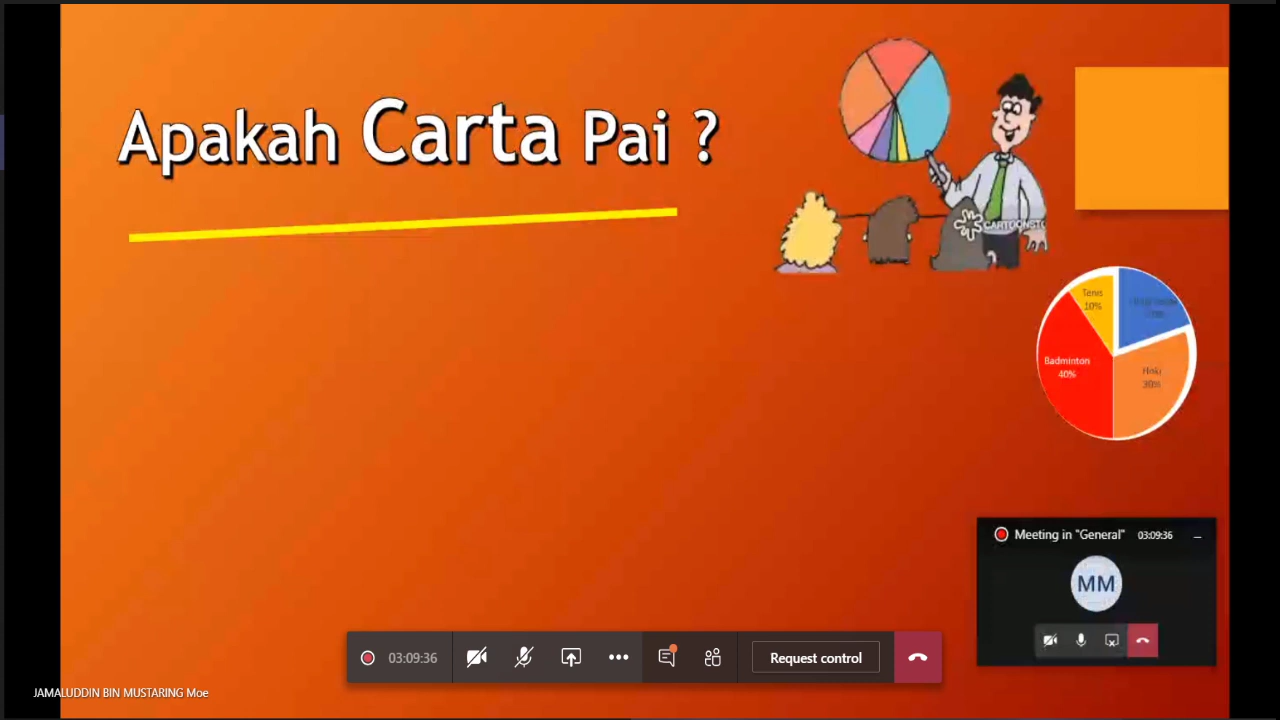 Apakah Carta Pai ?
Tenis
10%
Badminton
40%
Hoki
30%
Meeting in "General" 03:09:36
MM
03:09:36
Request control
JAMALUDDIN BIN MUSTARING Moe